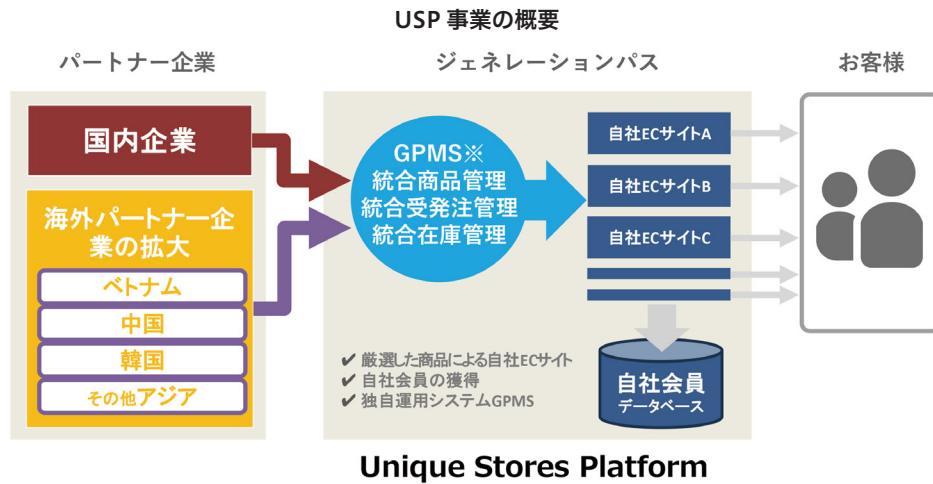 USP 事業の概要
パートナー企業
ジェネレーションパス
お客様
国内企業
海外パートナー企
業の拡大
ベトナム
中国
韓国
その他アジア
GPMS※
統合商品管理
統合受発注管理
統合在庫管理
自社ECサイトA
自社ECサイトB
自社ECサイトC
✔ 厳選した商品による自社ECサイト
✔ 自社会員の獲得
✔ 独自運用システムGPMS
自社会員
データベース
Unique Stores Platform